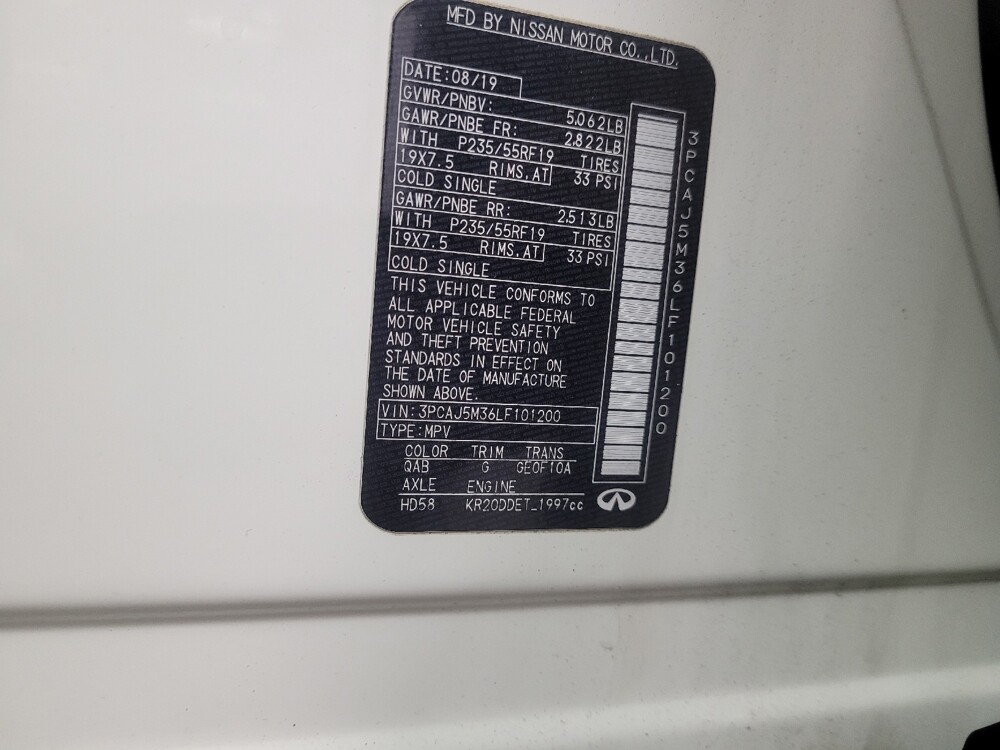 MFD BY NISSAN MOTOR CO.,LTD.
DATE:08/19
GVWR/PNBV: 5,062LB
GAWR/PNBE FR: 2,822LB
WITH P235/55RF19 TIRES
19X7.5 RIMS,AT 33 PSI
COLD SINGLE
GAWR/PNBE RR: 2,513LB
WITH P235/55RF19 TIRES
19X7.5 RIMS,AT 33 PSI
COLD SINGLE
THIS VEHICLE CONFORMS TO
ALL APPLICABLE FEDERAL
MOTOR VEHICLE SAFETY
AND THEFT PREVENTION
STANDARDS IN EFFECT ON
THE DATE OF MANUFACTURE
SHOWN ABOVE.
VIN:3PCAJ5M36LF101200
TYPE:MPV
COLOR TRIM TRANS
QAB G GE0F10A
AXLE ENGINE
HD58 KR20DDET_1997cc
3PCAJ5M36LF101200